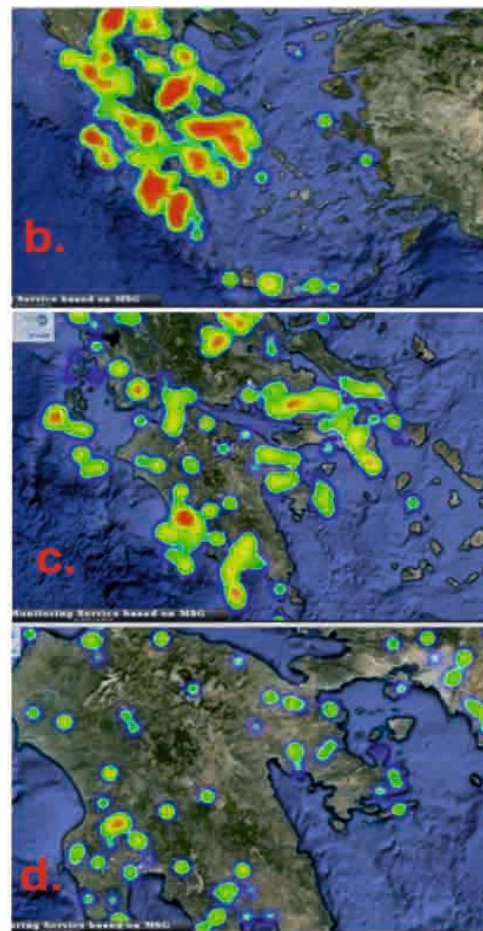 b.
Service based on MSG
c.
Monitoring Service based on MSG
d.
Service based on MSG